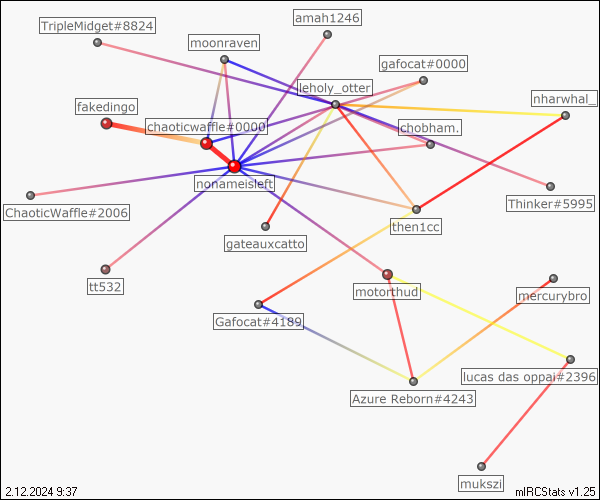 TripleMidget#8824
amah1246
moonraven
gafocat#0000
leholy_otter
nharwhal_
fakedingo
chaoticwaffle#0000
chobham.
nonameisleft
ChaoticWaffle#2006
Thinker#5995
then1cc
gateauxcatto
tt532
motorthud
mercurybro
Gafocat#4189
lucas das oppai#2396
Azure Reborn#4243
mukszi
2.12.2024 9:37
mIRCStats v1.25